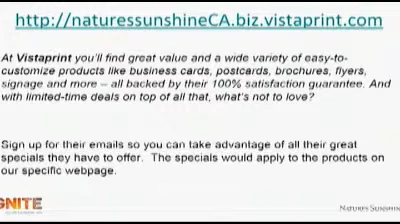 http://naturessunshineCA.biz.vistaprint.com
At Vistaprint you'll find great value and a wide variety of easy-to-
customize products like business cards, postcards, brochures, flyers,
signage and more – all backed by their 100% satisfaction guarantee. And
with limited-time deals on top of all that, what's not to love?
Sign up for their emails so you can take advantage of all their great
specials they have to offer. The specials would apply to the products on
our specific webpage.
GNITE
NATURE'S SUNSHIN